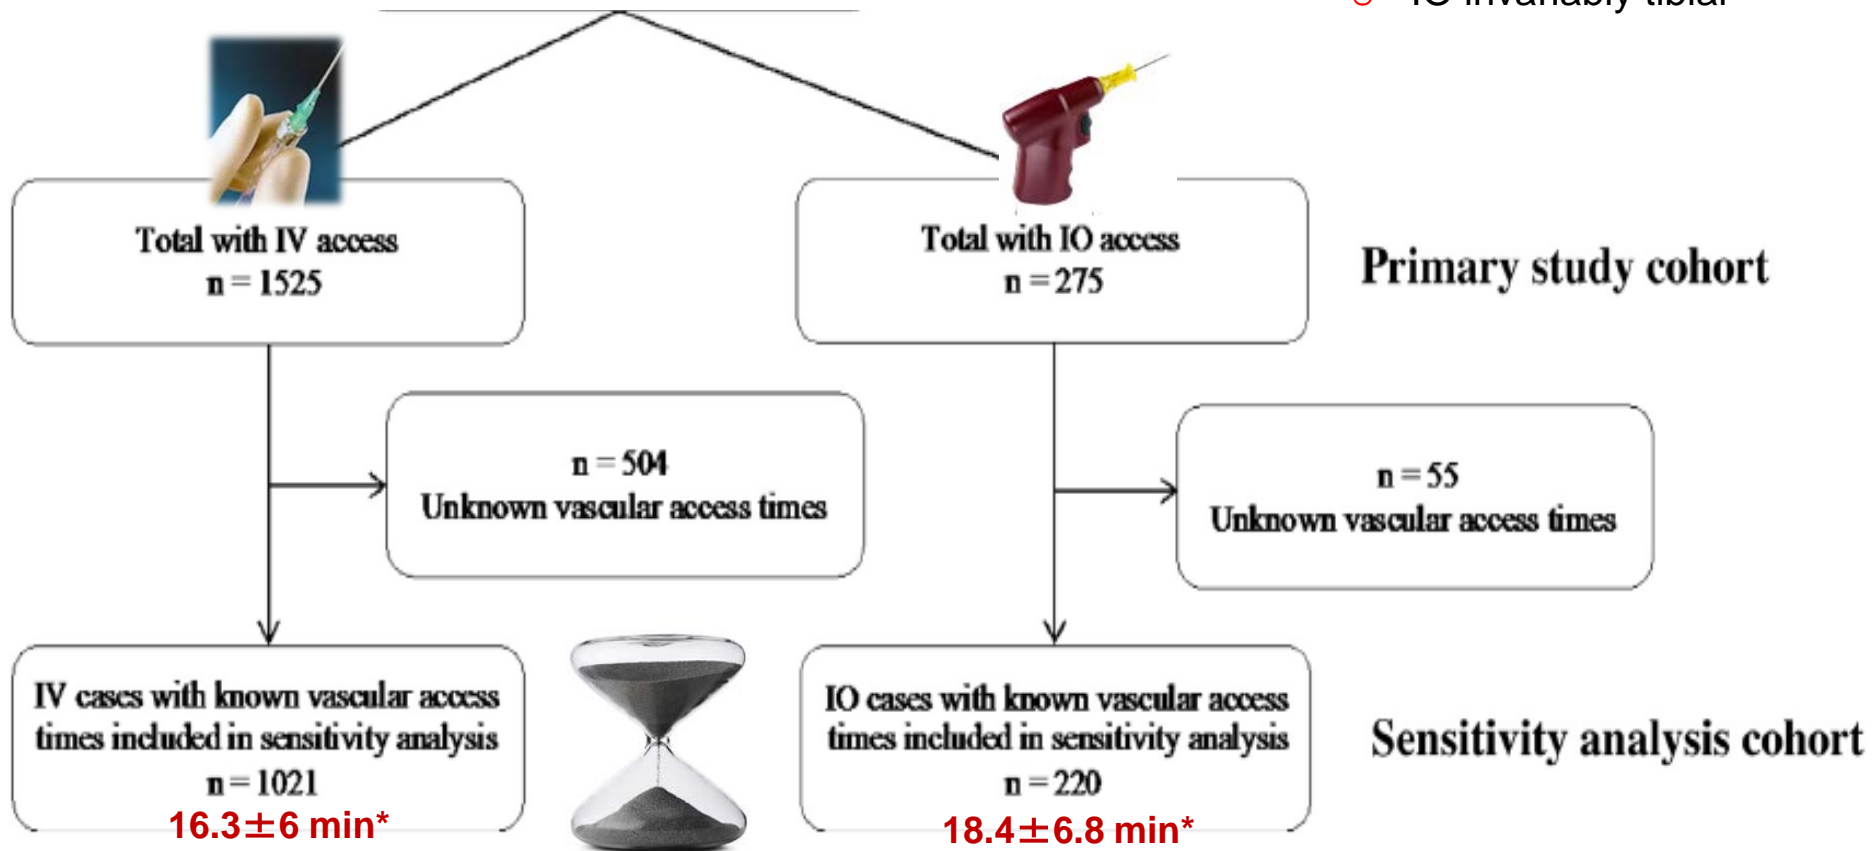 IO invariably tibial
Total with IV access
n = 1525
Total with IO access
n = 275
Primary study cohort
n = 504
Unknown vascular access times
n = 55
Unknown vascular access times
IV cases with known vascular access
times included in sensitivity analysis
n = 1021
16.3±6 min*
IO cases with known vascular access
times included in sensitivity analysis
n = 220
18.4±6.8 min*
Sensitivity analysis cohort